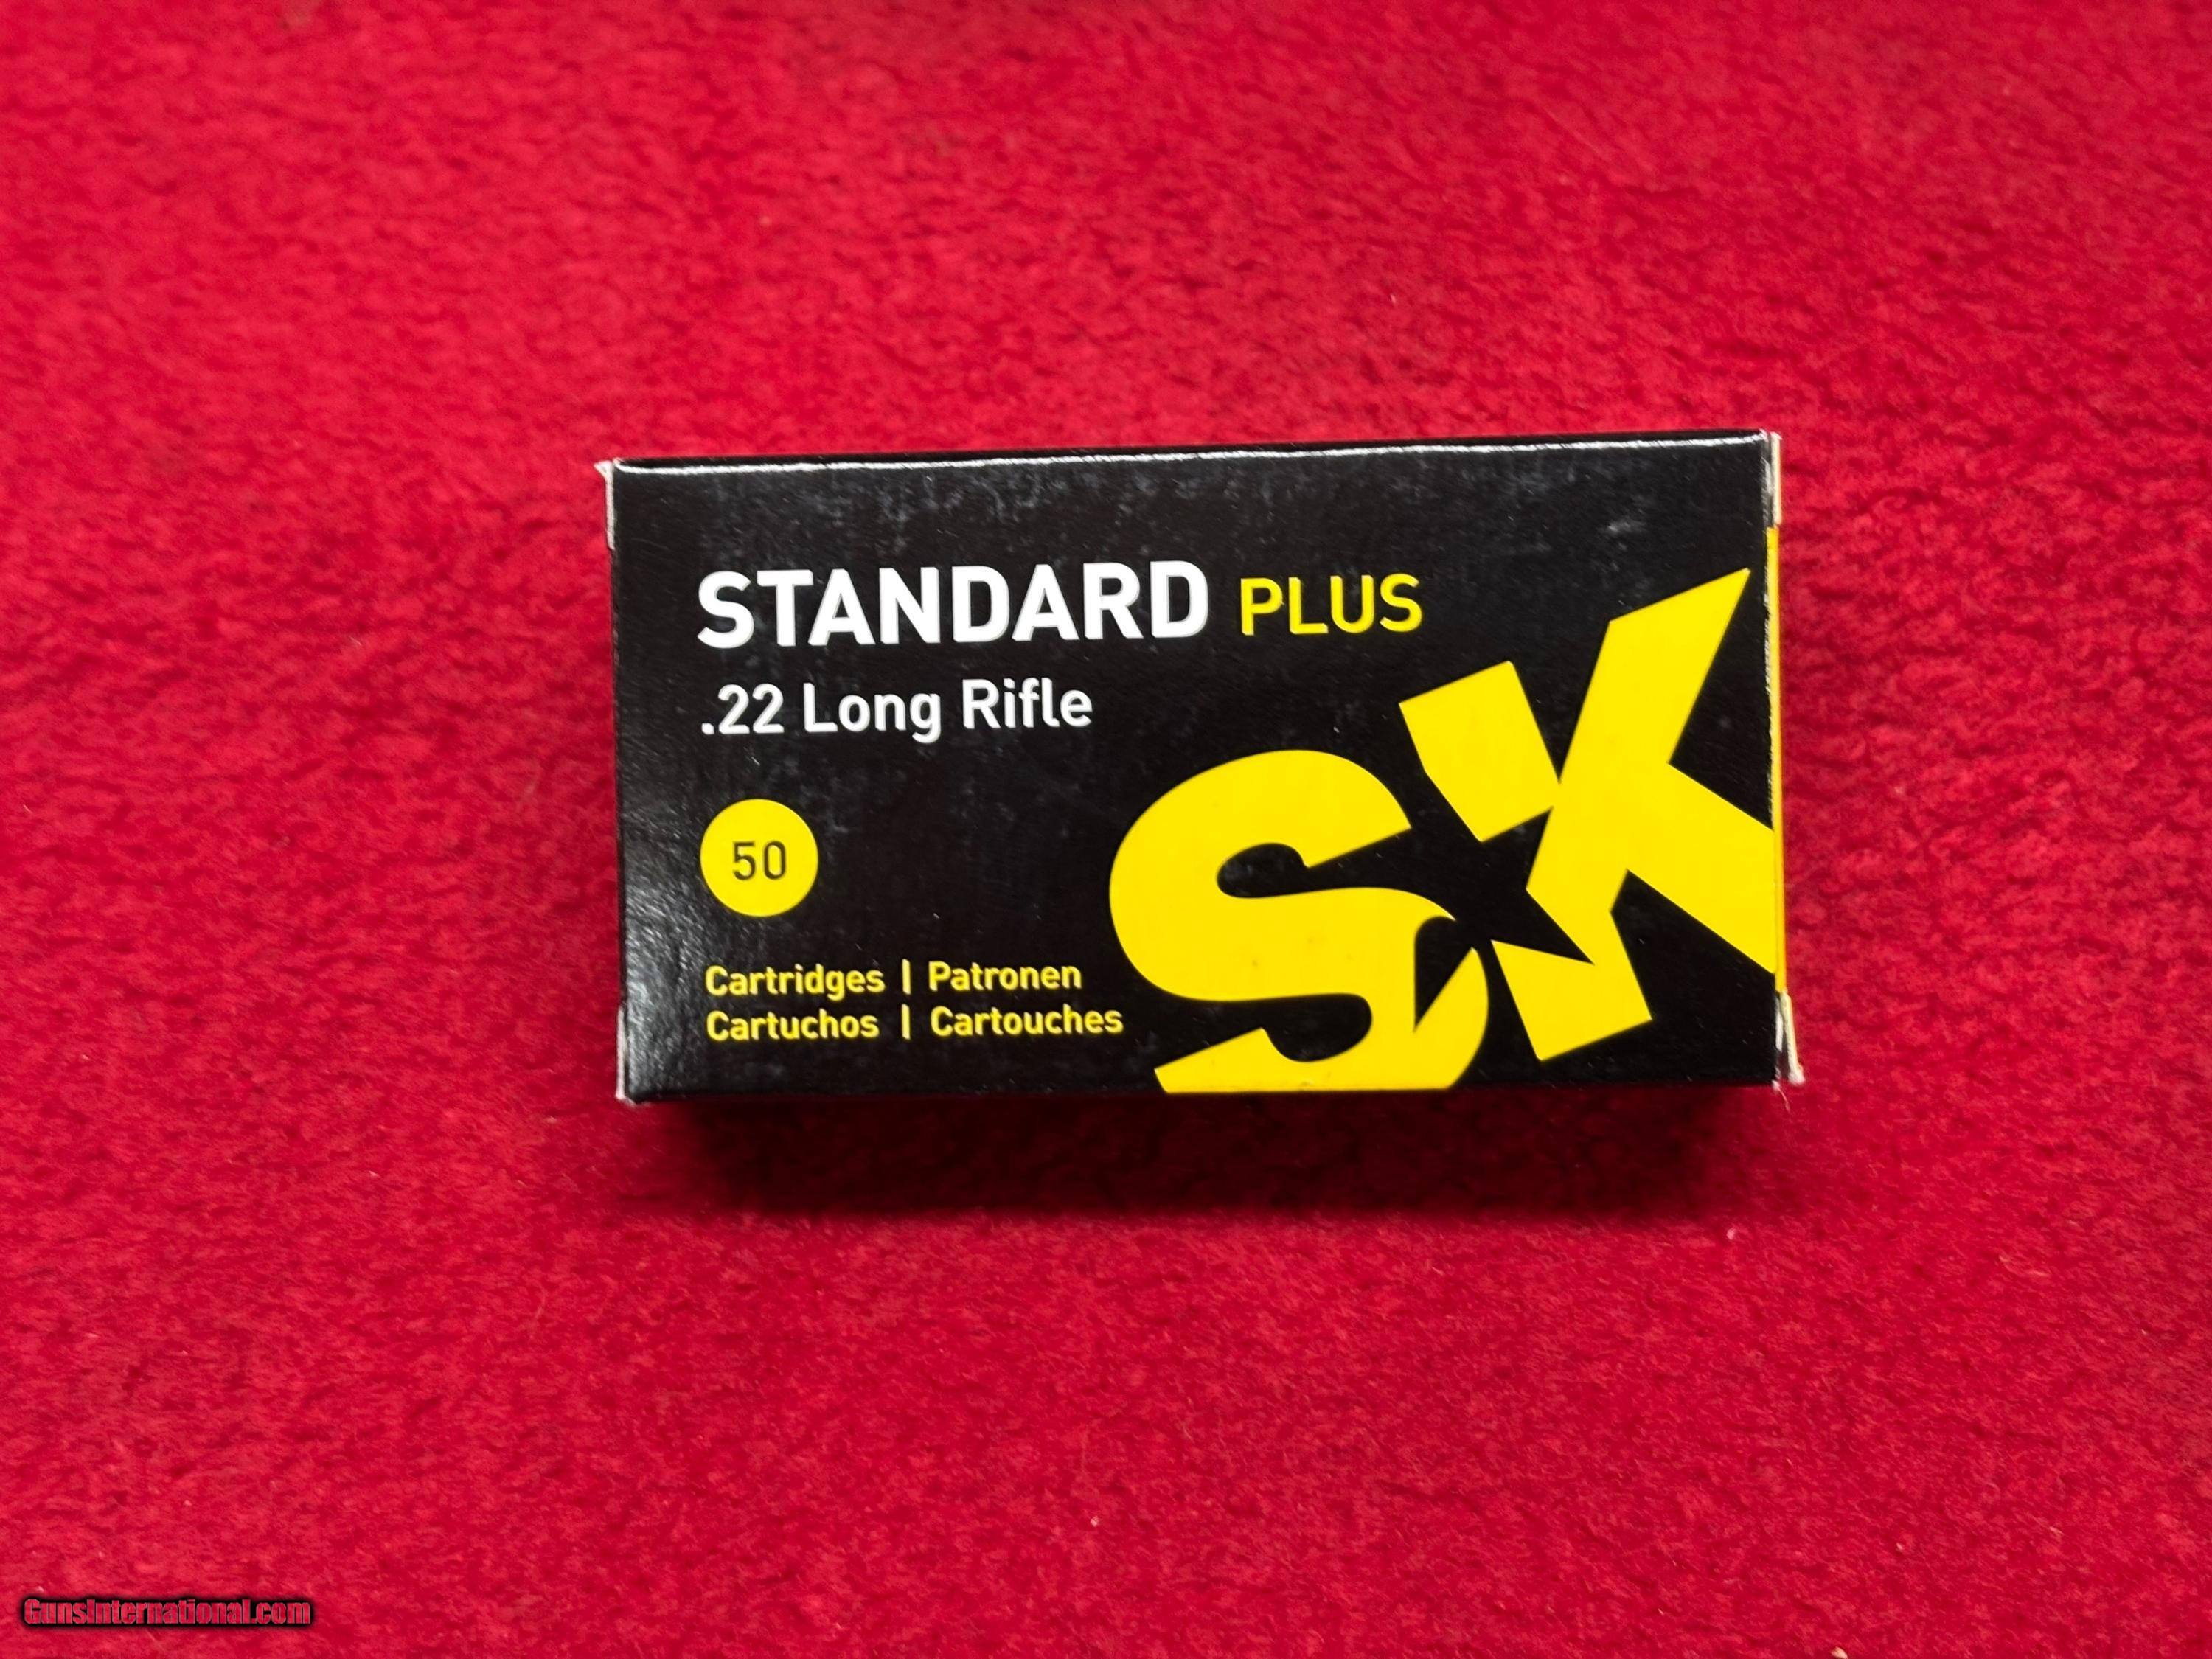 STANDARD PLUS
.22 Long Rifle
50
SK
Cartridges | Patronen
Cartuchos | Cartouches
GunsInternational.com